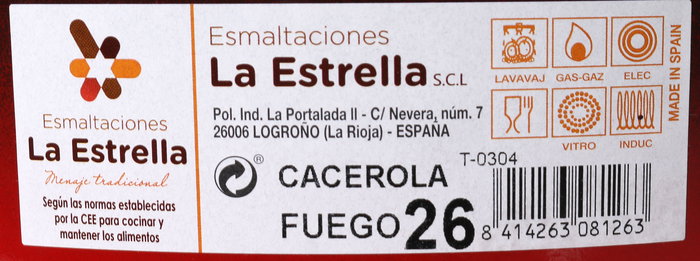 Esmaltaciones
La Estrella
Menaje tradicional
Según las normas establecidas
por la CEE para cocinar y
mantener los alimentos
Esmaltaciones
La Estrella S.C.L
Pol. Ind. La Portalada II - C/ Nevera, núm. 7
26006 LOGROÑO (La Rioja) - ESPAÑA
®
CACEROLA
FUEGO 26
LAVAVAJ GAS-GAZ ELEC
VITRO INDUC
MADE IN SPAIN
T-0304
8 414263 081263